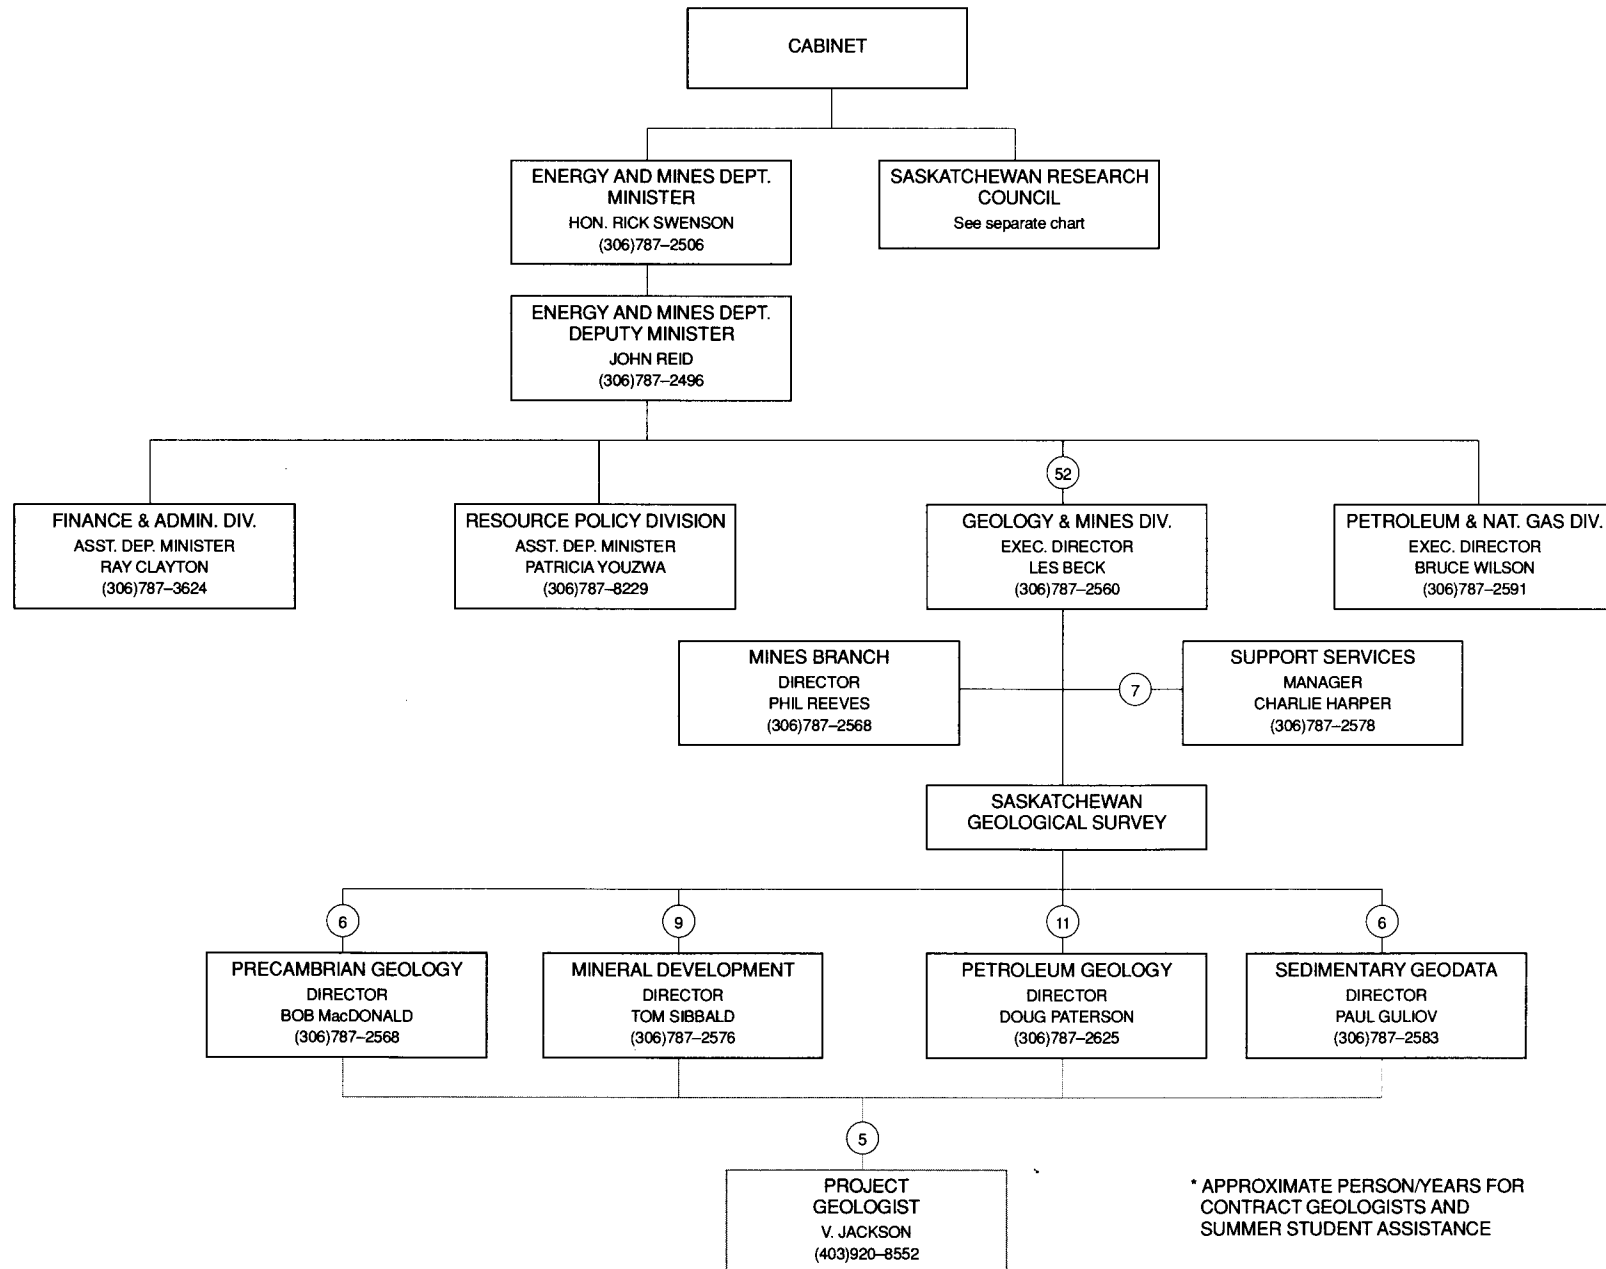 CABINET
ENERGY AND MINES DEPT.
MINISTER
HON. RICK SWENSON
(306)787–2506
SASKATCHEWAN RESEARCH
COUNCIL
See separate chart
ENERGY AND MINES DEPT.
DEPUTY MINISTER
JOHN REID
(306)787–2496
52
FINANCE & ADMIN. DIV.
ASST. DEP. MINISTER
RAY CLAYTON
(306)787–3624
RESOURCE POLICY DIVISION
ASST. DEP. MINISTER
PATRICIA YOUZWA
(306)787–8229
GEOLOGY & MINES DIV.
EXEC. DIRECTOR
LES BECK
(306)787–2560
PETROLEUM & NAT. GAS DIV.
EXEC. DIRECTOR
BRUCE WILSON
(306)787–2591
MINES BRANCH
DIRECTOR
PHIL REEVES
(306)787–2568
7
SUPPORT SERVICES
MANAGER
CHARLIE HARPER
(306)787–2578
SASKATCHEWAN
GEOLOGICAL SURVEY
6
9
11
6
PRECAMBRIAN GEOLOGY
DIRECTOR
BOB MacDONALD
(306)787–2568
MINERAL DEVELOPMENT
DIRECTOR
TOM SIBBALD
(306)787–2576
PETROLEUM GEOLOGY
DIRECTOR
DOUG PATERSON
(306)787–2625
SEDIMENTARY GEODATA
DIRECTOR
PAUL GULIOV
(306)787–2583
5
PROJECT
GEOLOGIST
V. JACKSON
(403)920–8552
* APPROXIMATE PERSON/YEARS FOR
CONTRACT GEOLOGISTS AND
SUMMER STUDENT ASSISTANCE